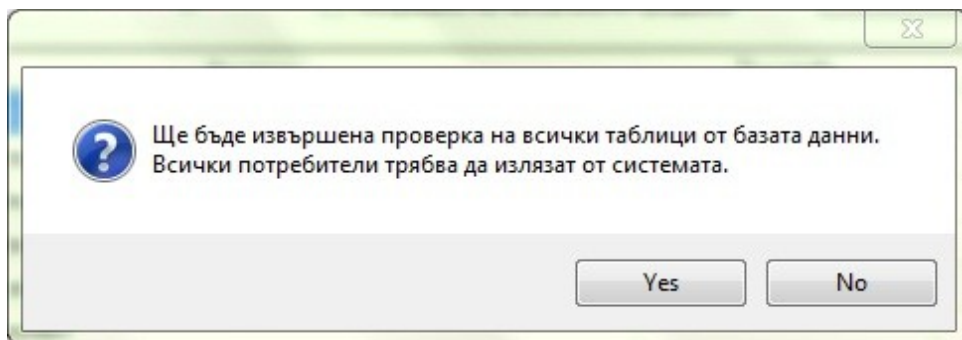 Ще бъде извършена проверка на всички таблици от базата данни.
Всички потребители трябва да излязат от системата.
Yes No